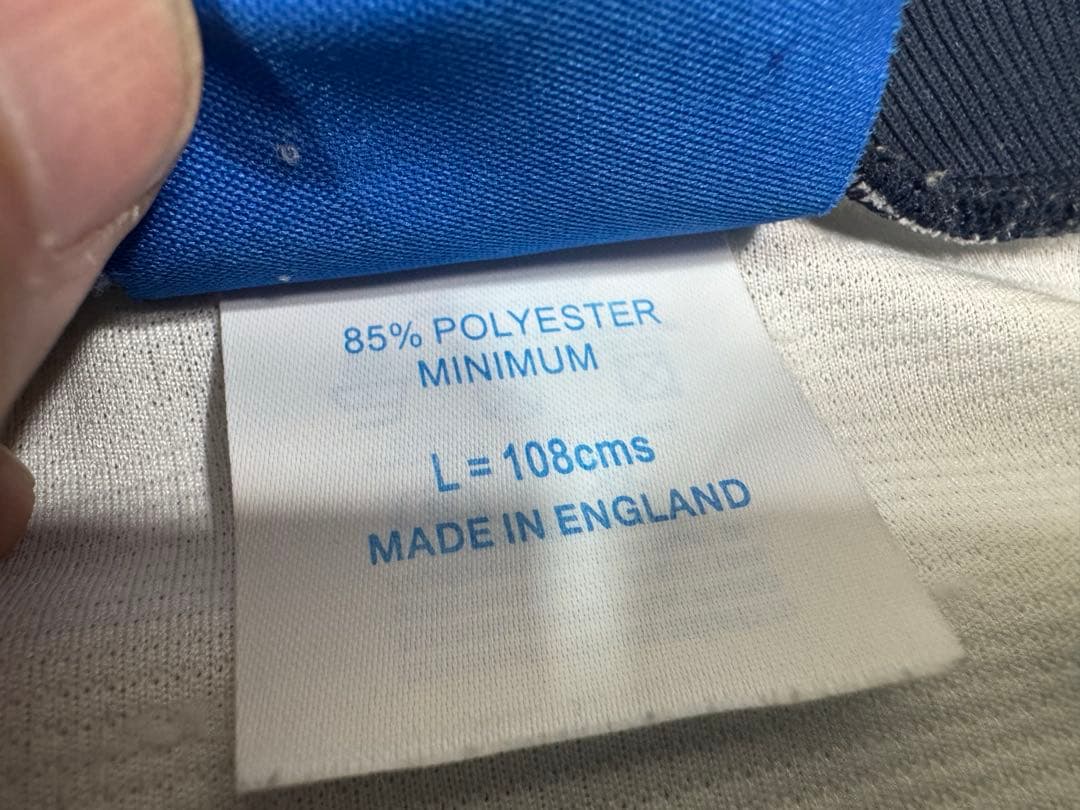 85% POLYESTER
MINIMUM
L = 108cms
MADE IN ENGLAND